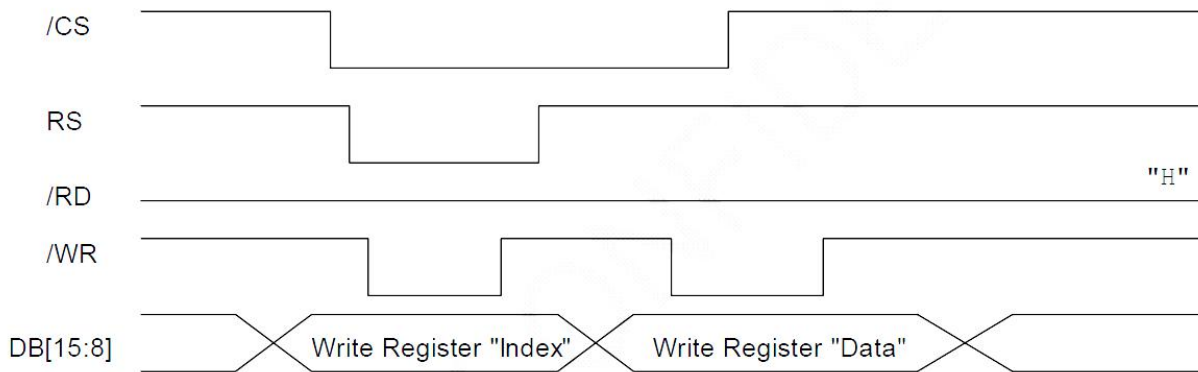 /CS
RS
"H"
/RD
/WR
DB[15:8] Write Register "Index" Write Register "Data"